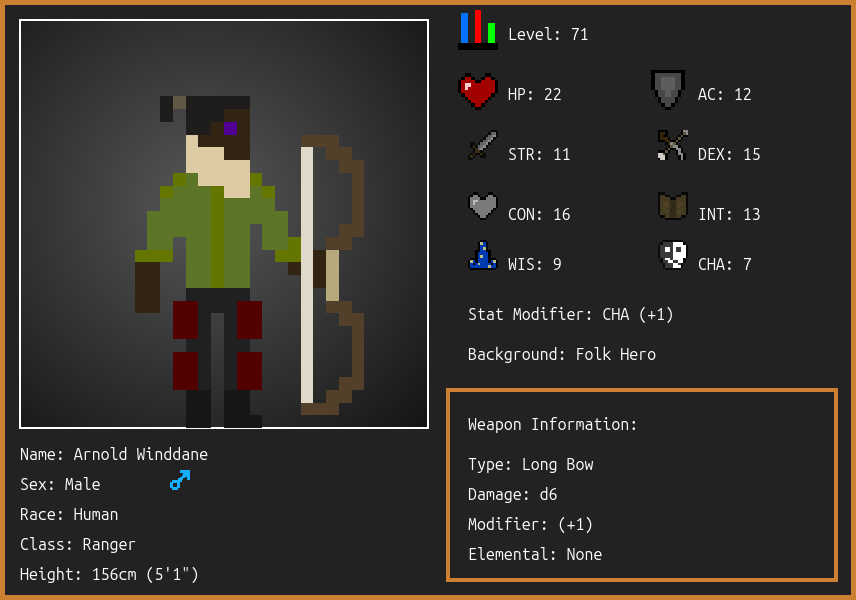 Level: 71
HP: 22
AC: 12
STR: 11
DEX: 15
CON: 16
INT: 13
WIS: 9
CHA: 7
Stat Modifier: CHA (+1)
Background: Folk Hero
Weapon Information:
Type: Long Bow
Damage: d6
Modifier: (+1)
Elemental: None
Name: Arnold Winddane
Sex: Male
Race: Human
Class: Ranger
Height: 156cm (5'1")